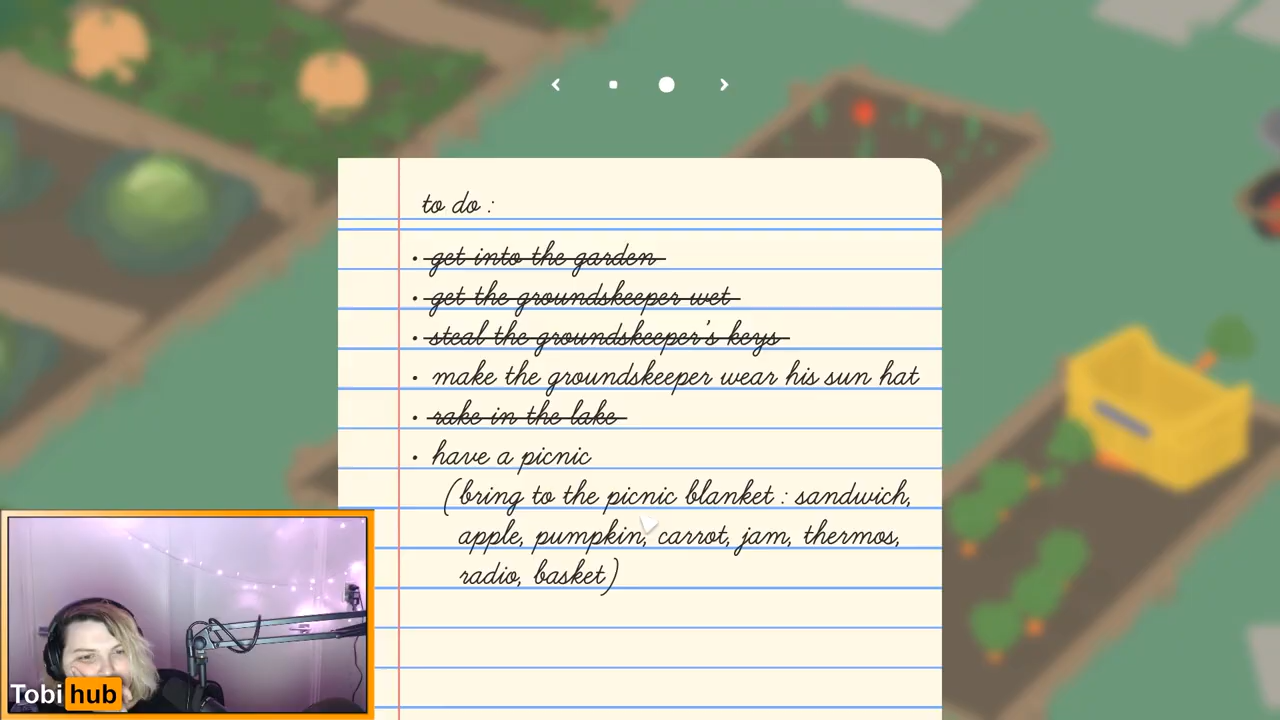 to do :
• get into the garden
• get the groundskeeper wet
• steal the groundskeeper's keys
• make the groundskeeper wear his sun hat
• rake in the lake
• have a picnic
(bring to the picnic blanket : sandwich,
apple, pumpkin, carrot, jam, thermos,
radio, basket)
Tobi hub